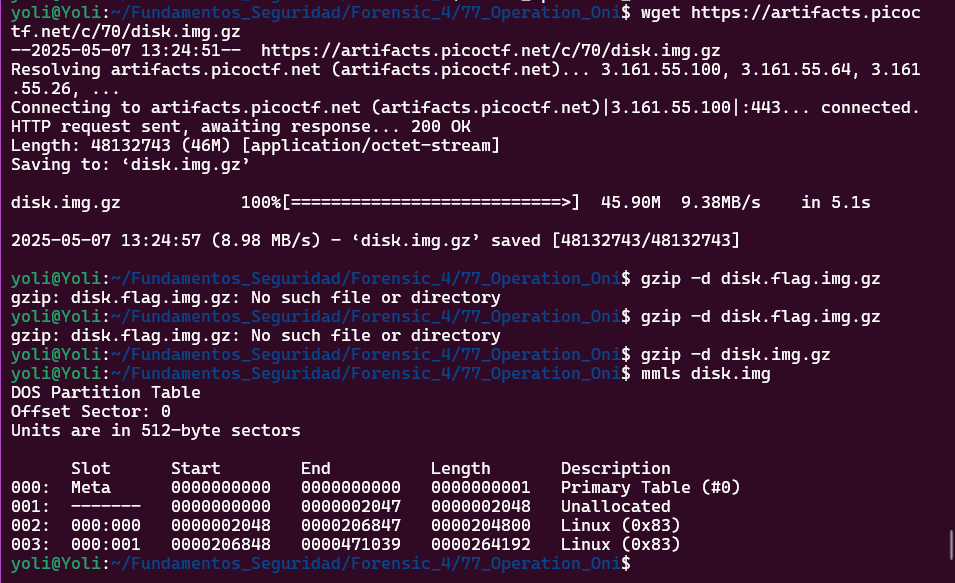 yoli@Yoli:~/Fundamentos_Seguridad/Forensic_4/77_Operation_Oni$ wget https://artifacts.picoc
tf.net/c/70/disk.img.gz
--2025-05-07 13:24:51--  https://artifacts.picoctf.net/c/70/disk.img.gz
Resolving artifacts.picoctf.net (artifacts.picoctf.net)... 3.161.55.100, 3.161.55.64, 3.161
.55.26, ...
Connecting to artifacts.picoctf.net (artifacts.picoctf.net)|3.161.55.100|:443... connected.
HTTP request sent, awaiting response... 200 OK
Length: 48132743 (46M) [application/octet-stream]
Saving to: ‘disk.img.gz’
disk.img.gz             100%[===========================>]  45.90M  9.38MB/s    in 5.1s
2025-05-07 13:24:57 (8.98 MB/s) - ‘disk.img.gz’ saved [48132743/48132743]
yoli@Yoli:~/Fundamentos_Seguridad/Forensic_4/77_Operation_Oni$ gzip -d disk.flag.img.gz
gzip: disk.flag.img.gz: No such file or directory
yoli@Yoli:~/Fundamentos_Seguridad/Forensic_4/77_Operation_Oni$ gzip -d disk.flag.img.gz
gzip: disk.flag.img.gz: No such file or directory
yoli@Yoli:~/Fundamentos_Seguridad/Forensic_4/77_Operation_Oni$ gzip -d disk.img.gz
yoli@Yoli:~/Fundamentos_Seguridad/Forensic_4/77_Operation_Oni$ mmls disk.img
DOS Partition Table
Offset Sector: 0
Units are in 512-byte sectors
      Slot      Start        End          Length       Description
000:  Meta      0000000000   0000000000   0000000001   Primary Table (#0)
001:  -------   0000000000   0000002047   0000002048   Unallocated
002:  000:000   0000002048   0000206847   0000204800   Linux (0x83)
003:  000:001   0000206848   0000471039   0000264192   Linux (0x83)
yoli@Yoli:~/Fundamentos_Seguridad/Forensic_4/77_Operation_Oni$